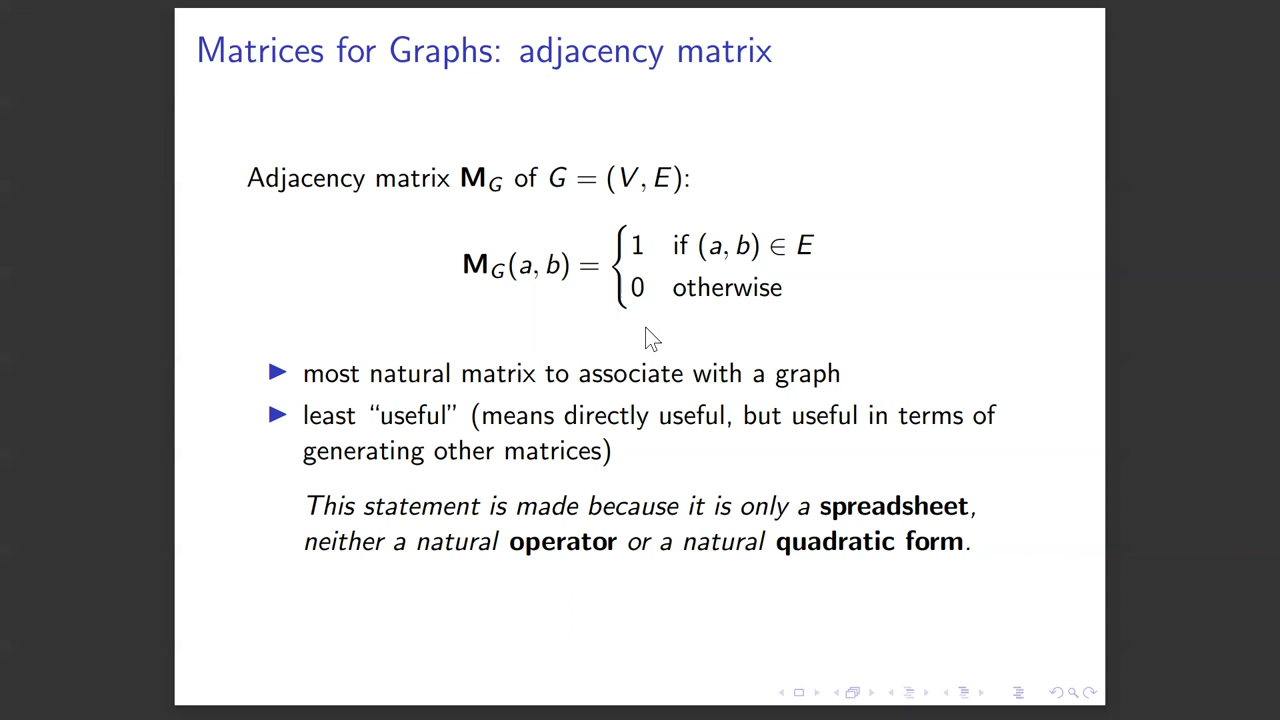 Matrices for Graphs: adjacency matrix
Adjacency matrix M_G of G = (V, E):
M_G(a, b) = { 1 if (a, b) ∈ E
0 otherwise
▶ most natural matrix to associate with a graph
▶ least “useful” (means directly useful, but useful in terms of
generating other matrices)
This statement is made because it is only a spreadsheet,
neither a natural operator or a natural quadratic form.